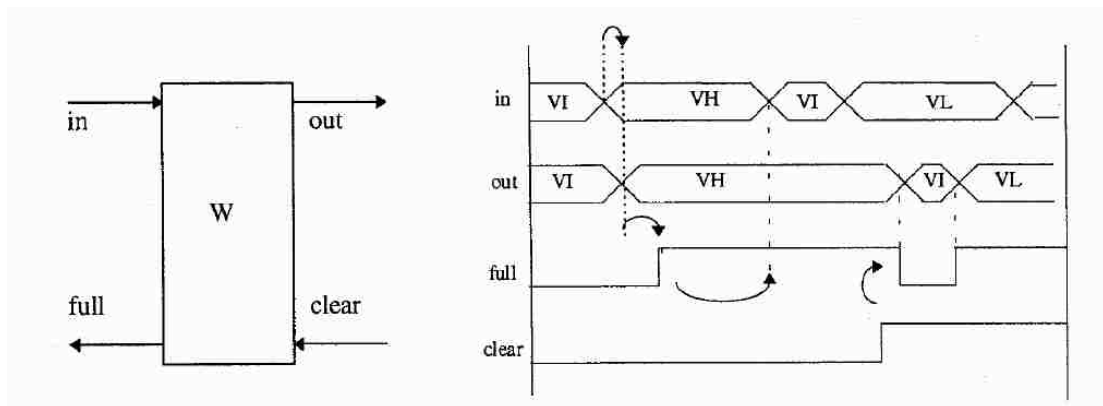 in
out
W
full
clear
in VI VH VI VL
out VI VH VI VL
full
clear